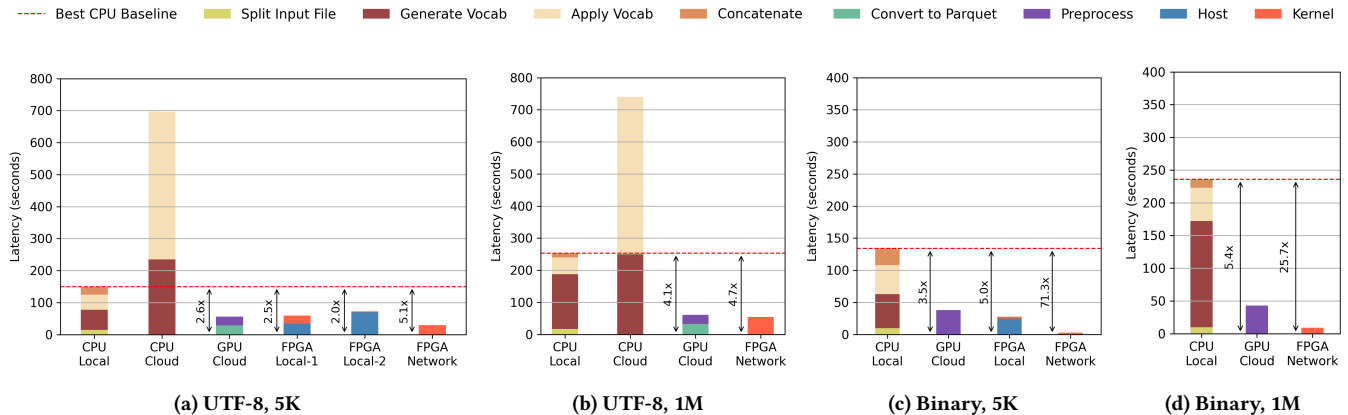 Best CPU Baseline Split Input File Generate Vocab Apply Vocab Concatenate Convert to Parquet Preprocess Host Kernel
Latency (seconds)
800
700
600
500
400
300
200
100
0
2.6x
2.5x
2.0x
5.1x
CPU Local
CPU Cloud
GPU Cloud
FPGA Local-1
FPGA Local-2
FPGA Network
(a) UTF-8, 5K
Latency (seconds)
800
700
600
500
400
300
200
100
0
4.1x
4.7x
CPU Local
CPU Cloud
GPU Cloud
FPGA Network
(b) UTF-8, 1M
Latency (seconds)
400
350
300
250
200
150
100
50
0
3.5x
5.0x
71.3x
CPU Local
GPU Cloud
FPGA Local
FPGA Network
(c) Binary, 5K
Latency (seconds)
400
350
300
250
200
150
100
50
0
5.4x
25.7x
CPU Local
GPU Cloud
FPGA Network
(d) Binary, 1M